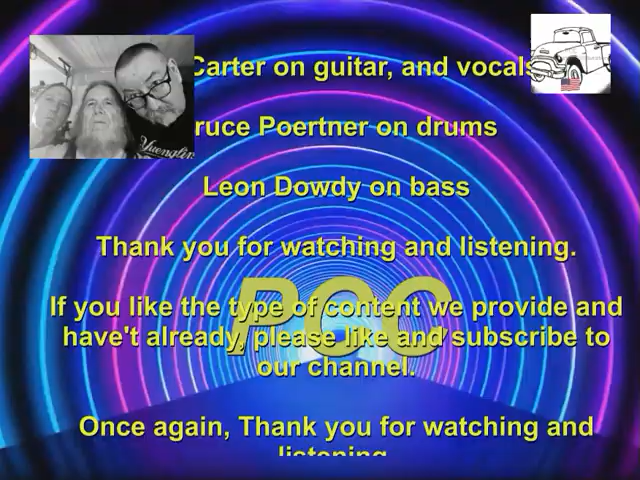 Carter on guitar, and vocals
ruce Poertner on drums
Leon Dowdy on bass
Thank you for watching and listening.
If you like the type of content we provide and
have't already, please like and subscribe to
our channel.
Once again, Thank you for watching and
listening
Yuengling